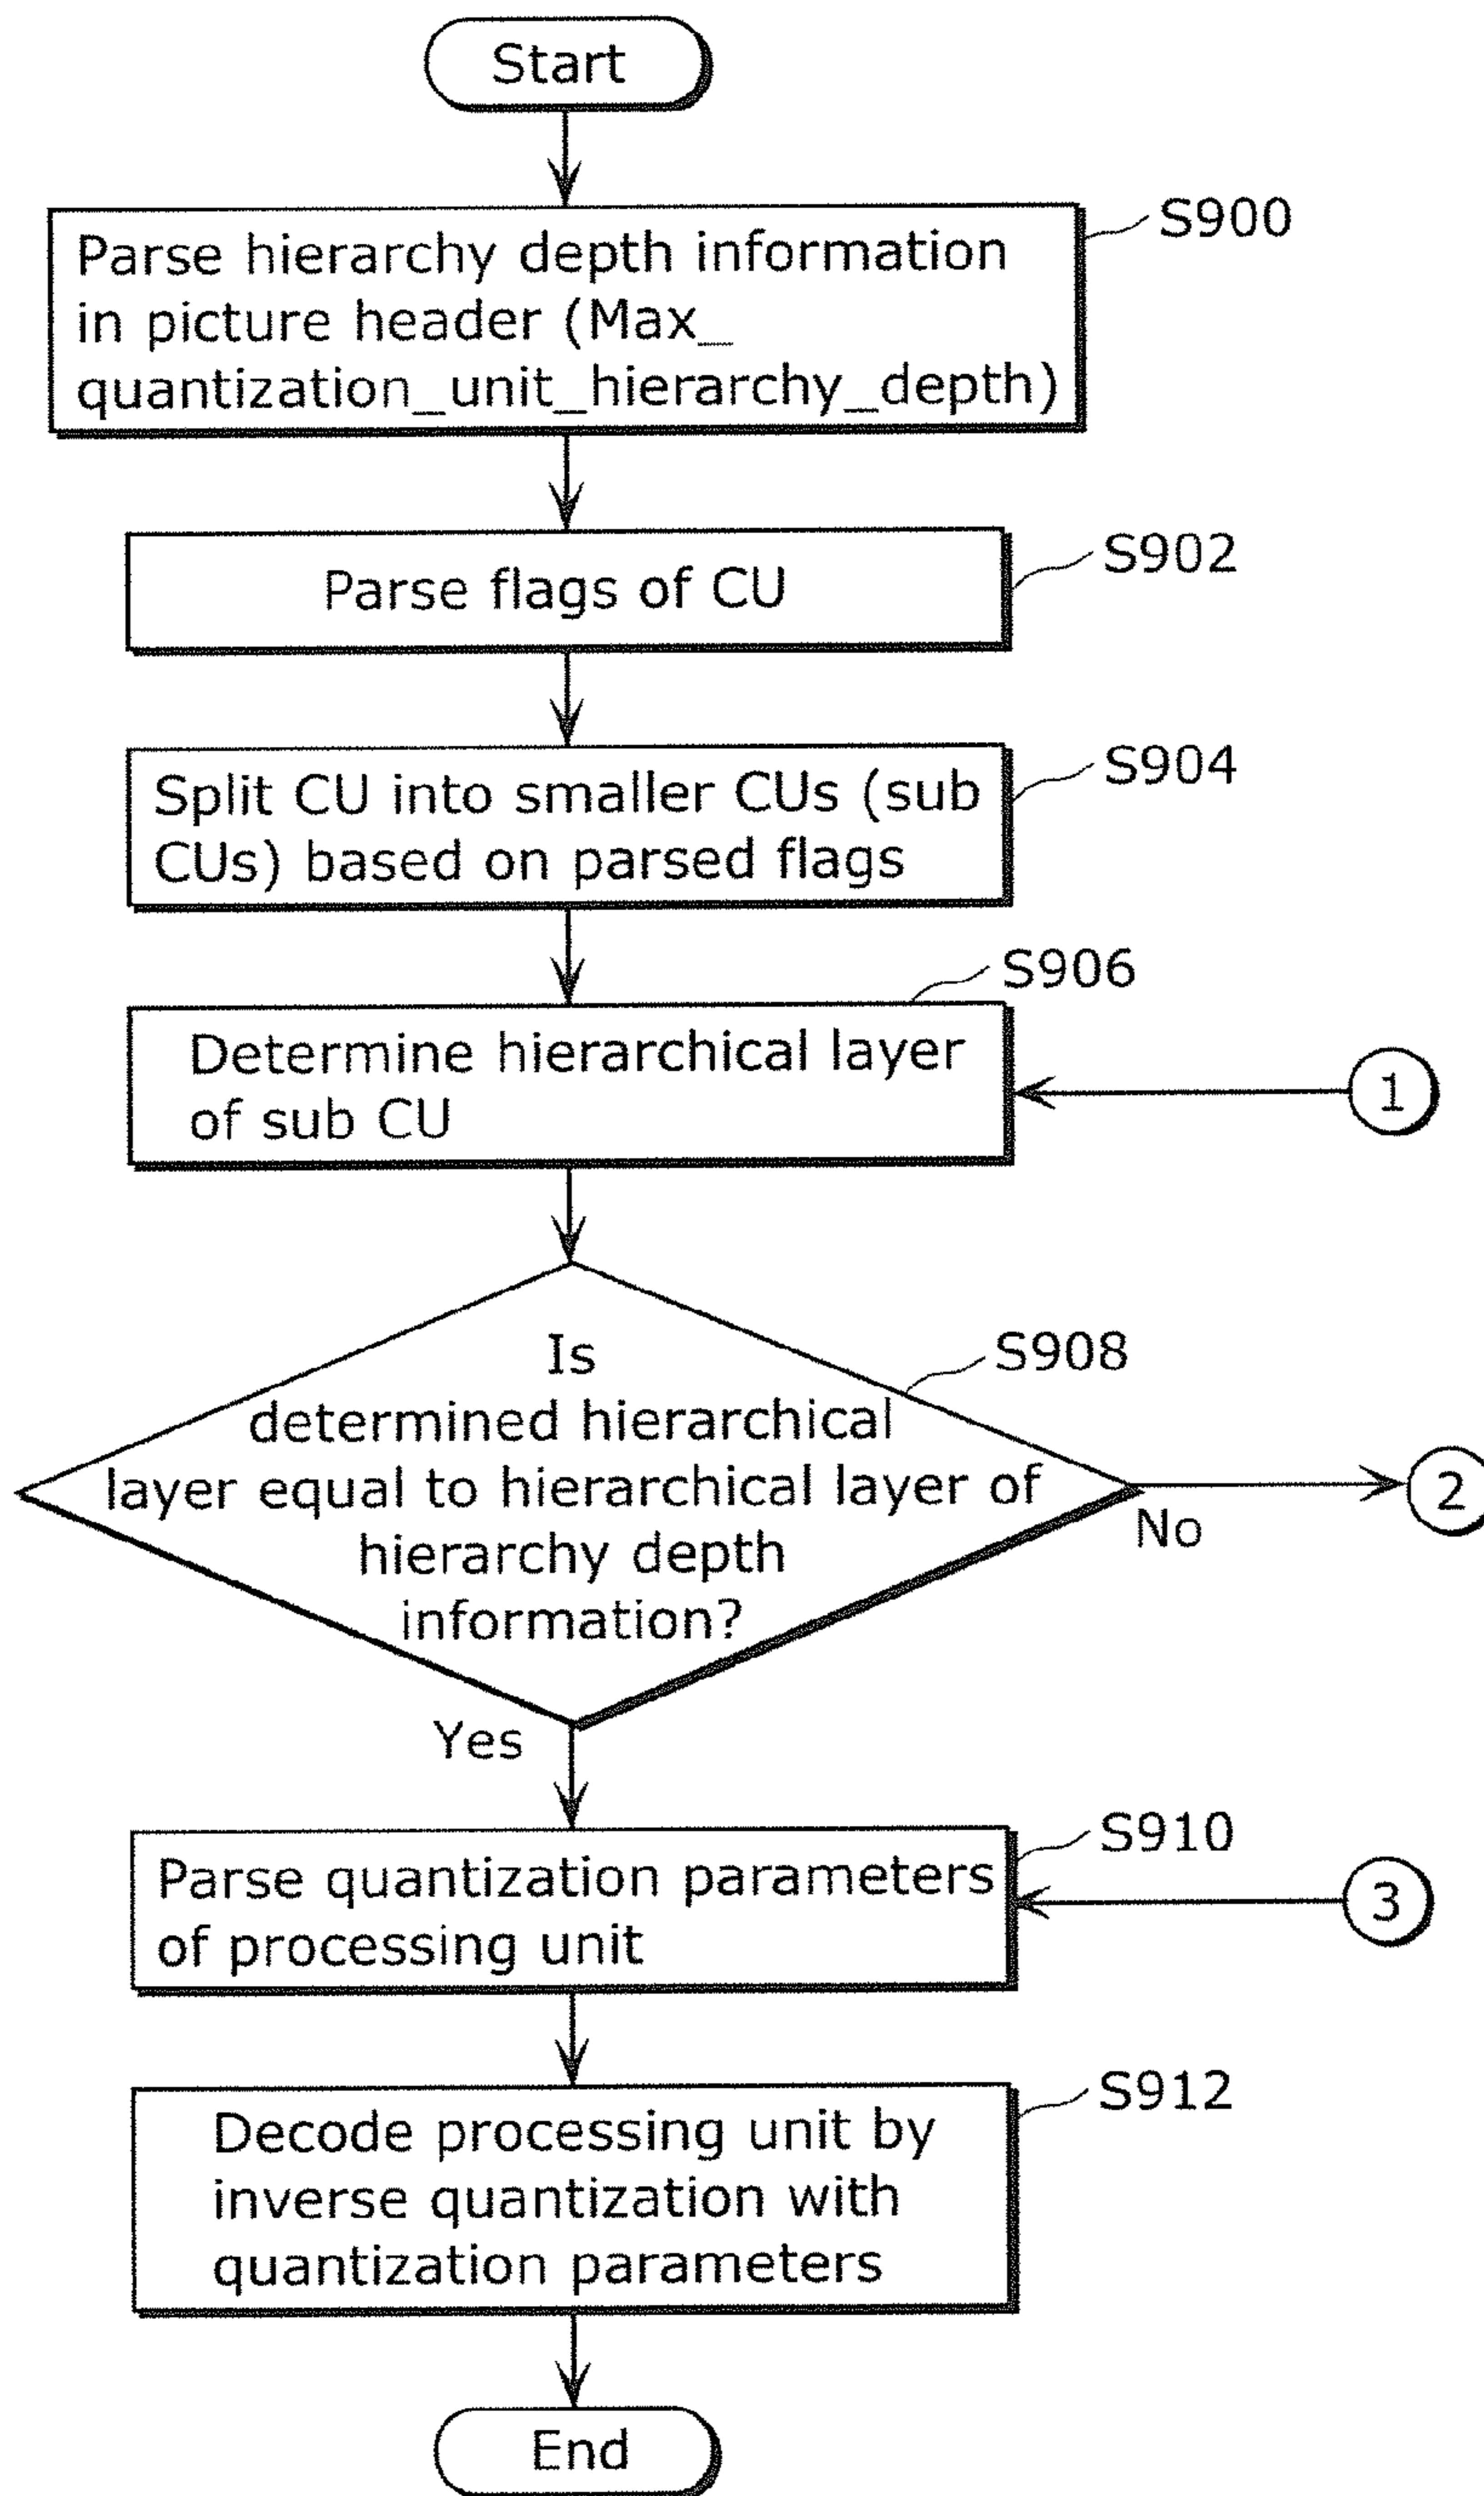 Start
S900
Parse hierarchy depth information
in picture header (Max_
quantization_unit_hierarchy_depth)
S902
Parse flags of CU
S904
Split CU into smaller CUs (sub
CUs) based on parsed flags
S906
Determine hierarchical layer
of sub CU
1
S908
Is
determined hierarchical
layer equal to hierarchical layer of
hierarchy depth
information?
2
No
Yes
S910
Parse quantization parameters
of processing unit
3
S912
Decode processing unit by
inverse quantization with
quantization parameters
End